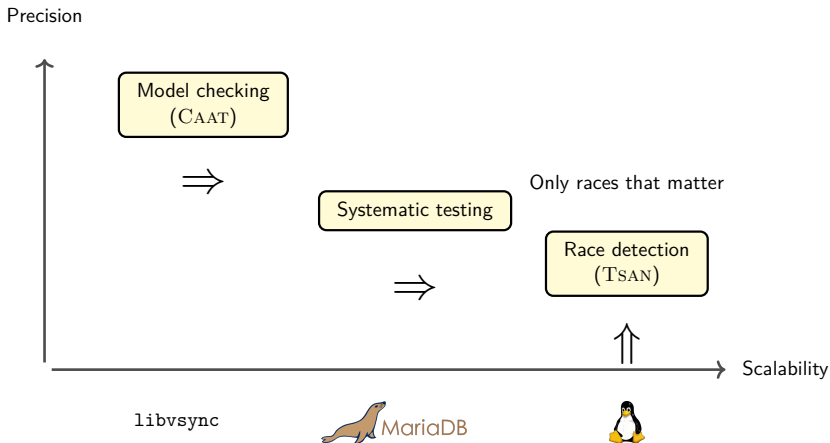 Precision
Model checking
(CAAT)
Only races that matter
Systematic testing
Race detection
(TSAN)
Scalability
libvsync
MariaDB